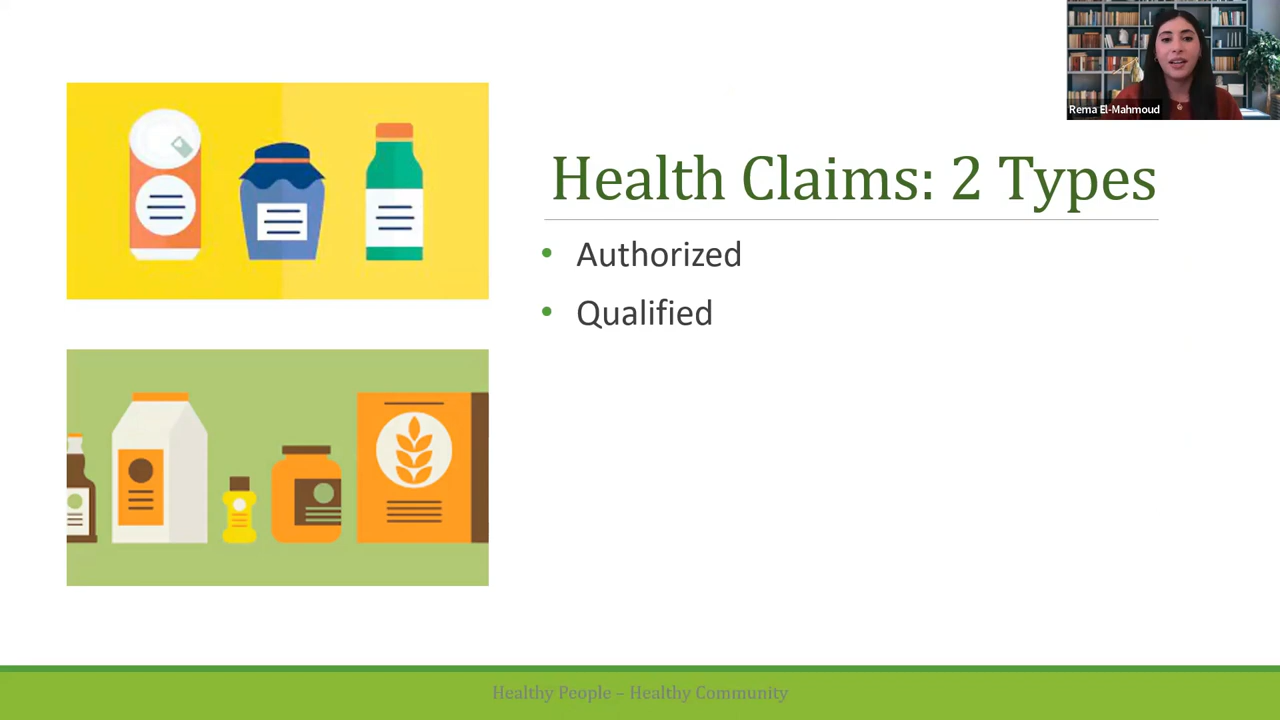 Rema El-Mahmoud
Health Claims: 2 Types
• Authorized
• Qualified
Healthy People – Healthy Community